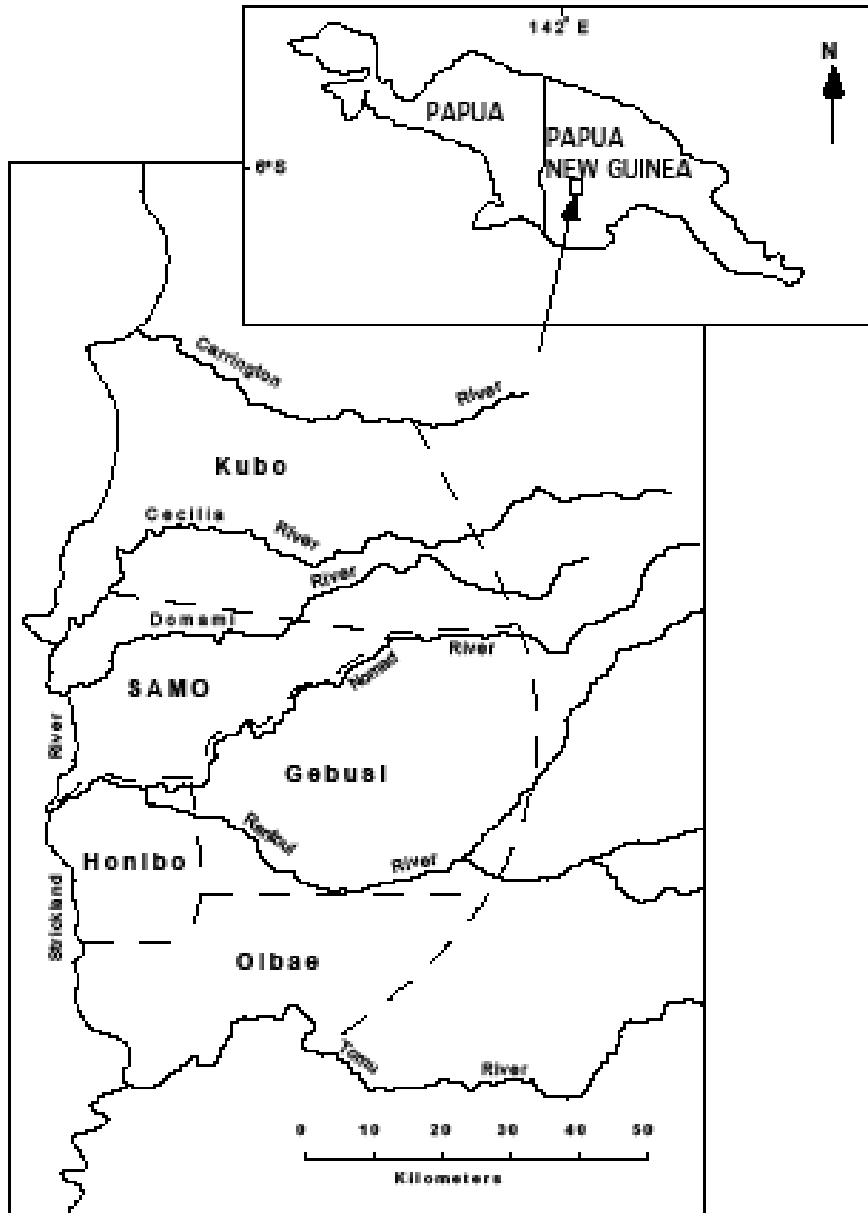 142° E
N
PAPUA
PAPUA
NEW GUINEA
6°S
Carrington
River
Kubo
Cecilia
River
River
Domami
River
Nomad
SAMO
River
Gebusi
Rentoul
River
Honibo
Strickland
Oibae
Tomu
River
0 10 20 30 40 50
Kilometers